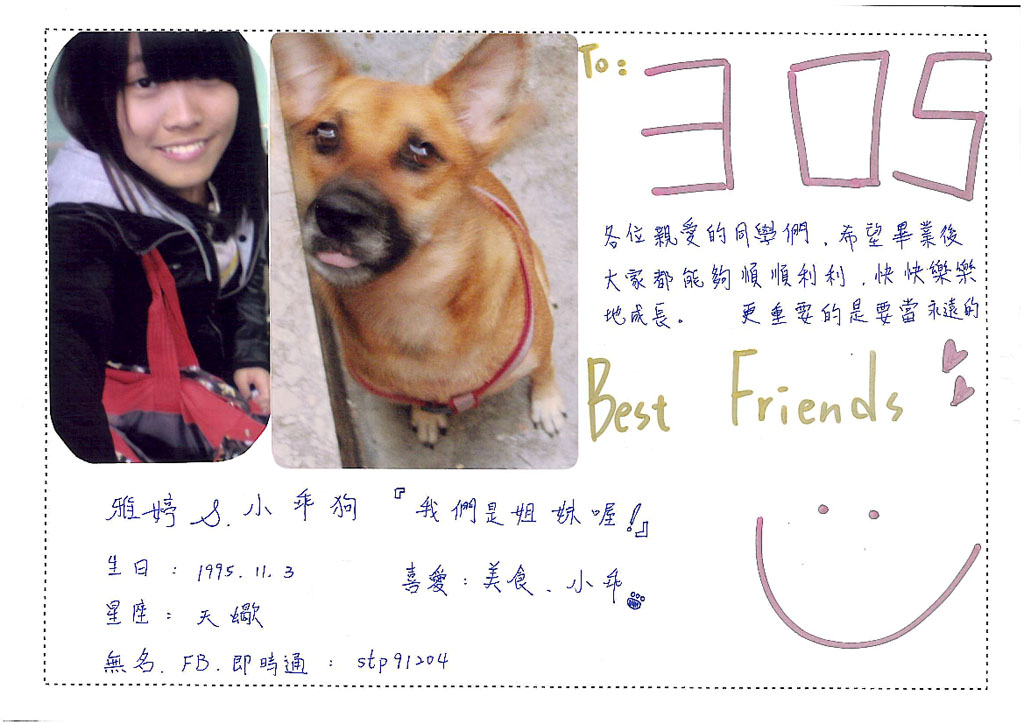 To: 305
各位親愛的同學們、希望畢業後
大家都能夠順順利利,快快樂樂
地成長。 更重要的是要當永遠的
Best Friends
雅婷 &. 小乖狗 『我們是姐妹喔!』
生日:1995.11.3
喜愛:美食、小乖
星座:天蠍
無名.FB.即時通:stp91204